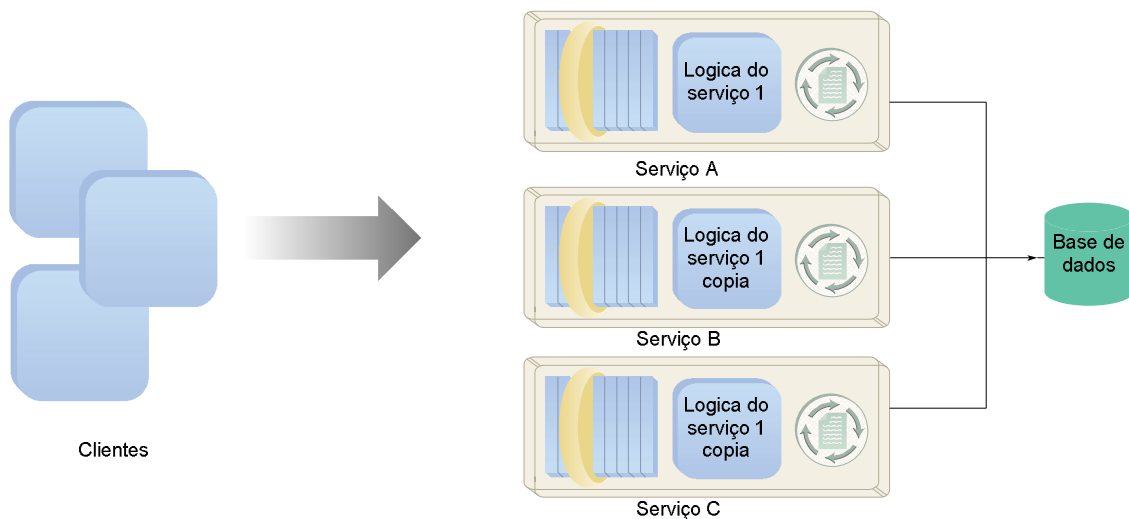 Logica do
serviço 1
Serviço A
Logica do
serviço 1
copia
Serviço B
Logica do
serviço 1
copia
Serviço C
Base de
dados
Clientes